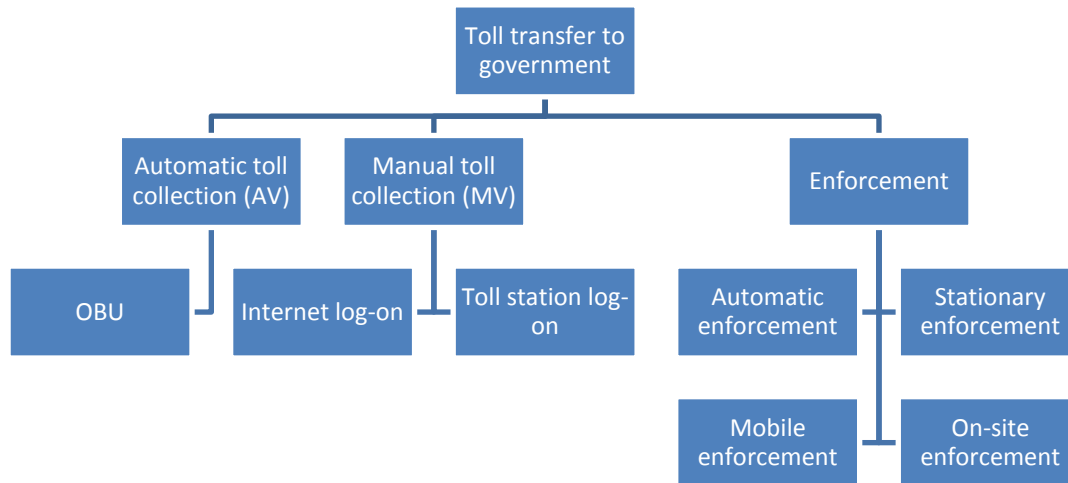 Toll transfer to
government
Automatic toll
collection (AV)
Manual toll
collection (MV)
Enforcement
OBU
Internet log-on
Toll station log-
on
Automatic
enforcement
Stationary
enforcement
Mobile
enforcement
On-site
enforcement